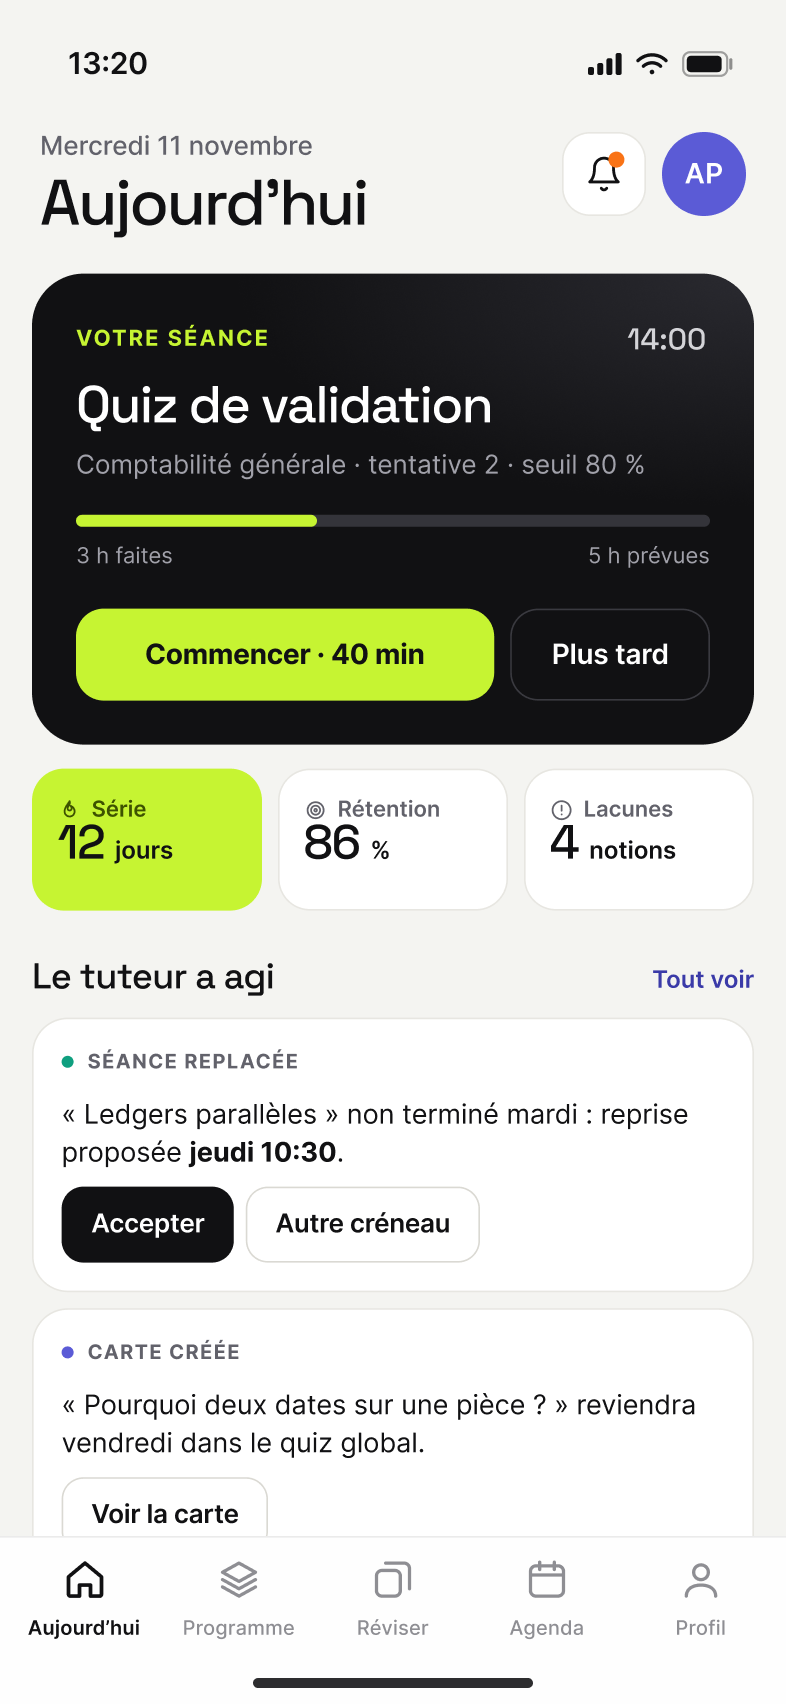 13:20
Mercredi 11 novembre
Aujourd’hui
AP
VOTRE SÉANCE
14:00
Quiz de validation
Comptabilité générale · tentative 2 · seuil 80 %
3 h faites
5 h prévues
Commencer · 40 min
Plus tard
Série
12 jours
Rétention
86 %
Lacunes
4 notions
Le tuteur a agi
Tout voir
SÉANCE REPLACÉE
« Ledgers parallèles » non terminé mardi : reprise
proposée jeudi 10:30.
Accepter
Autre créneau
CARTE CRÉÉE
« Pourquoi deux dates sur une pièce ? » reviendra
vendredi dans le quiz global.
Voir la carte
Aujourd’hui
Programme
Réviser
Agenda
Profil